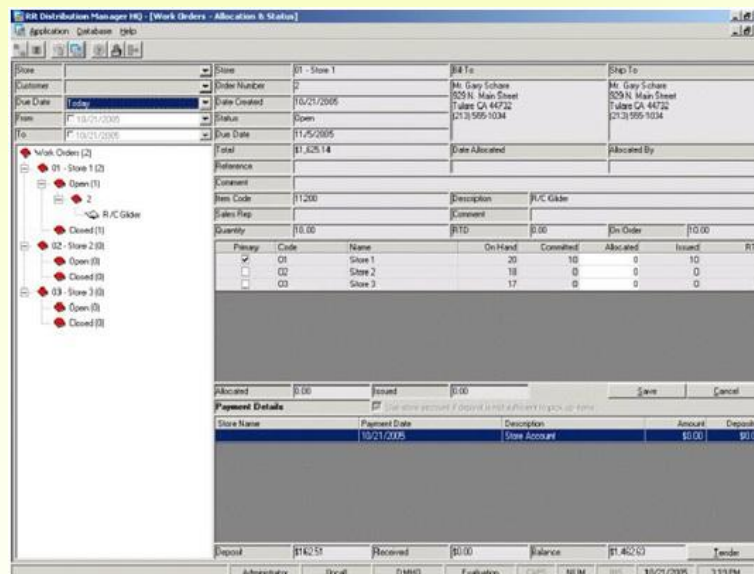 RR Distribution Manager HQ - [Work Orders - Allocation & Status]
Application Database Help
Store
Customer
Due Date Today
From 10/21/2005
To 10/21/2005
Work Orders (2)
01 - Store 1 (2)
Open (1)
2
R/C Glider
Closed (1)
02 - Store 2 (0)
Open (0)
Closed (0)
03 - Store 3 (0)
Open (0)
Closed (0)
Store 01 - Store 1 Bill To Ship To
Order Number 2 Mr. Gary Schare Mr. Gary Schare
Date Created 10/21/2005 929 N. Main Street 929 N. Main Street
Status Open Tulare CA 44732 Tulare CA 44732
Due Date 11/5/2005 (213) 555-1034 (213) 555-1034
Total $1,625.14 Date Allocated Allocated By
Reference
Comment
Item Code 11200 Description R/C Glider
Sales Rep Comment
Quantity 10.00 RTD 0.00 On Order 10.00
Primary Code Name On Hand Committed Allocated Issued RT
01 Store 1 20 10 0 10
02 Store 2 18 0 0 0
03 Store 3 17 0 0 0
Allocated 0.00 Issued 0.00 Save Cancel
Payment Details Use store account if deposit is not sufficient to pick up items
Store Name Payment Date Description Amount Deposit
10/21/2005 Store Account $0.00 $0.0
Deposit $162.51 Received $0.00 Balance $1,462.63 Tender
Administrator DMHQ Evaluation CAPS NUM INS 10/21/2005 3:19 PM